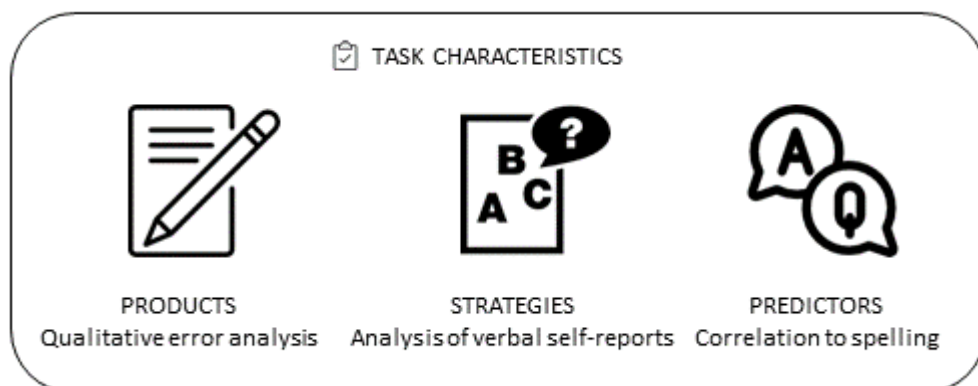 TASK CHARACTERISTICS
?
B
A C
A
Q
PRODUCTS
Qualitative error analysis
STRATEGIES
Analysis of verbal self-reports
PREDICTORS
Correlation to spelling